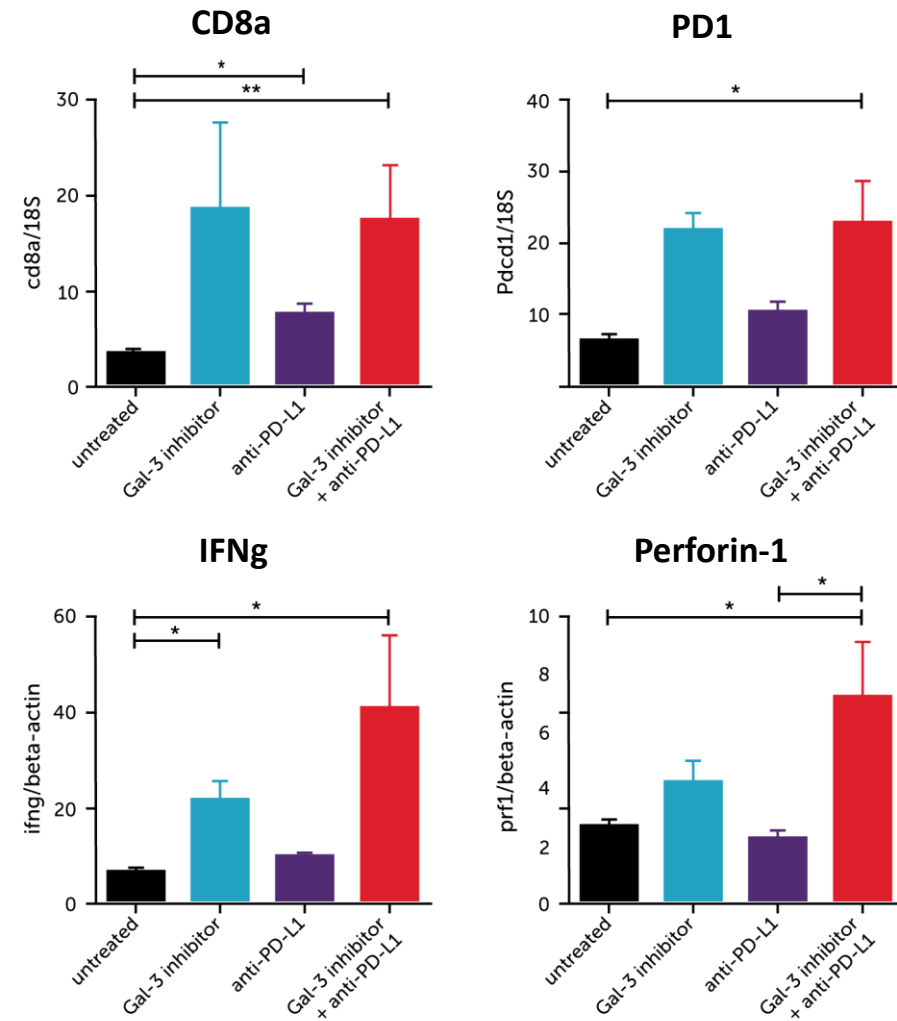 CD8a
*
**
30
20
10
0
cd8a/18S
untreated
Gal-3 inhibitor
anti-PD-L1
Gal-3 inhibitor
+ anti-PD-L1
PD1
*
40
30
20
10
Pdcd1/18S
untreated
Gal-3 inhibitor
anti-PD-L1
Gal-3 inhibitor
+ anti-PD-L1
IFNg
*
*
60
40
20
0
ifng/beta-actin
untreated
Gal-3 inhibitor
anti-PD-L1
Gal-3 inhibitor
+ anti-PD-L1
Perforin-1
*
*
10
8
6
4
2
0
prf1/beta-actin
untreated
Gal-3 inhibitor
anti-PD-L1
Gal-3 inhibitor
+ anti-PD-L1